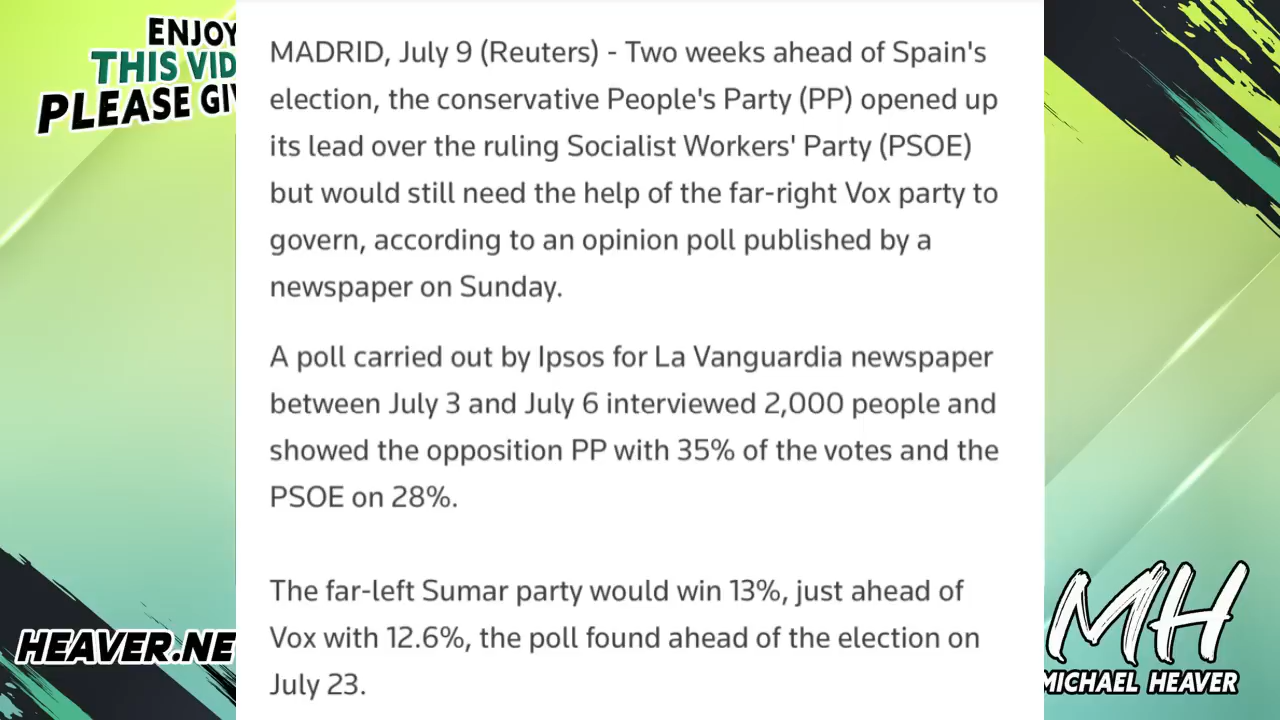 ENJOY
THIS VID
PLEASE GIV
MADRID, July 9 (Reuters) - Two weeks ahead of Spain's
election, the conservative People's Party (PP) opened up
its lead over the ruling Socialist Workers' Party (PSOE)
but would still need the help of the far-right Vox party to
govern, according to an opinion poll published by a
newspaper on Sunday.
A poll carried out by Ipsos for La Vanguardia newspaper
between July 3 and July 6 interviewed 2,000 people and
showed the opposition PP with 35% of the votes and the
PSOE on 28%.
The far-left Sumar party would win 13%, just ahead of
Vox with 12.6%, the poll found ahead of the election on
July 23.
HEAVER.NE
MH
MICHAEL HEAVER